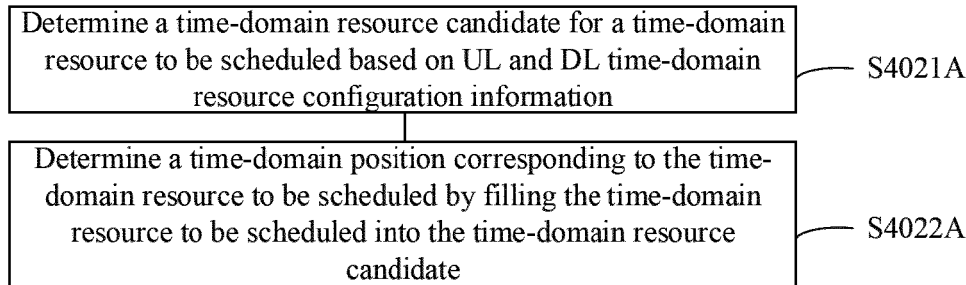 Determine a time-domain resource candidate for a time-domain
resource to be scheduled based on UL and DL time-domain
resource configuration information
S4021A
Determine a time-domain position corresponding to the time-
domain resource to be scheduled by filling the time-domain
resource to be scheduled into the time-domain resource
candidate
S4022A